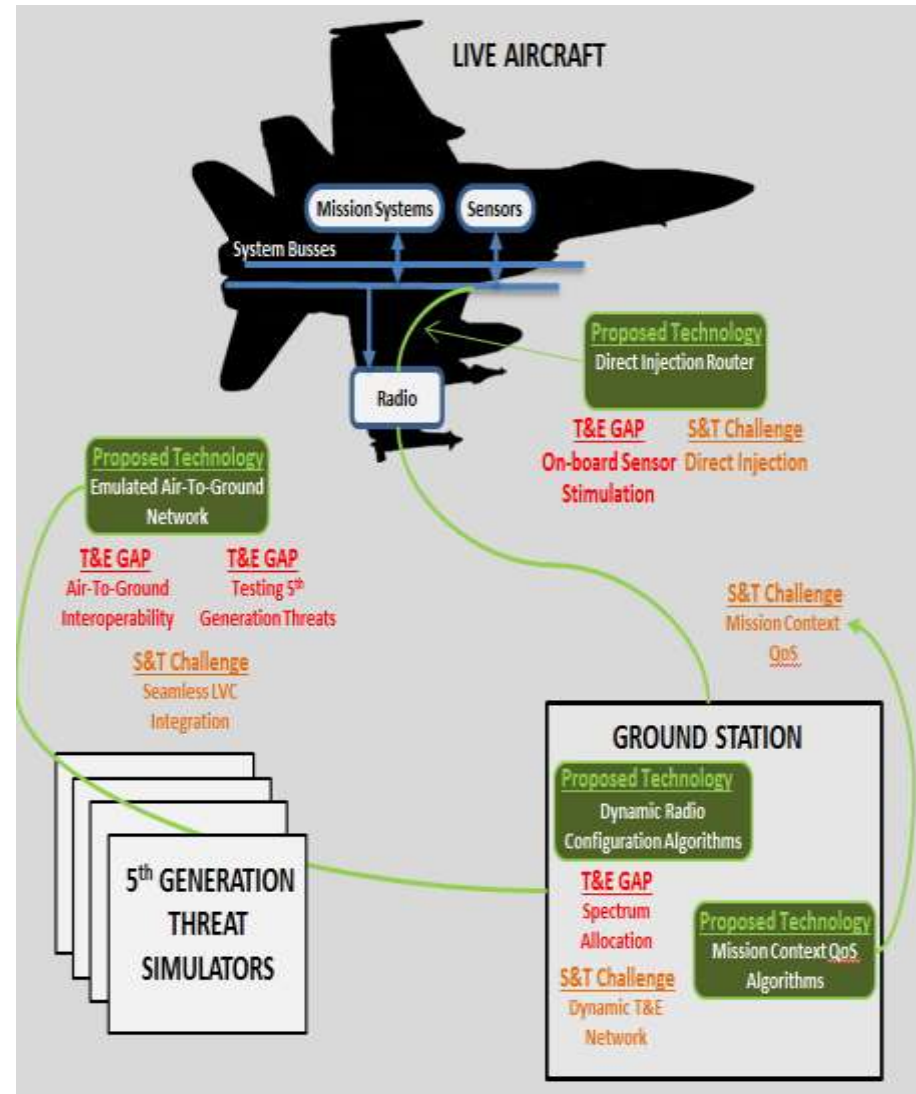 LIVE AIRCRAFT
Mission Systems
Sensors
System Busses
Radio
Proposed Technology
Direct Injection Router
T&E GAP
On-board Sensor
Stimulation
S&T Challenge
Direct Injection
Proposed Technology
Emulated Air-To-Ground
Network
T&E GAP
Air-To-Ground
Interoperability
T&E GAP
Testing 5th
Generation Threats
S&T Challenge
Seamless LVC
Integration
S&T Challenge
Mission Context
QoS
5th GENERATION
THREAT
SIMULATORS
GROUND STATION
Proposed Technology
Dynamic Radio
Configuration Algorithms
T&E GAP
Spectrum
Allocation
S&T Challenge
Dynamic T&E
Network
Proposed Technology
Mission Context QoS
Algorithms